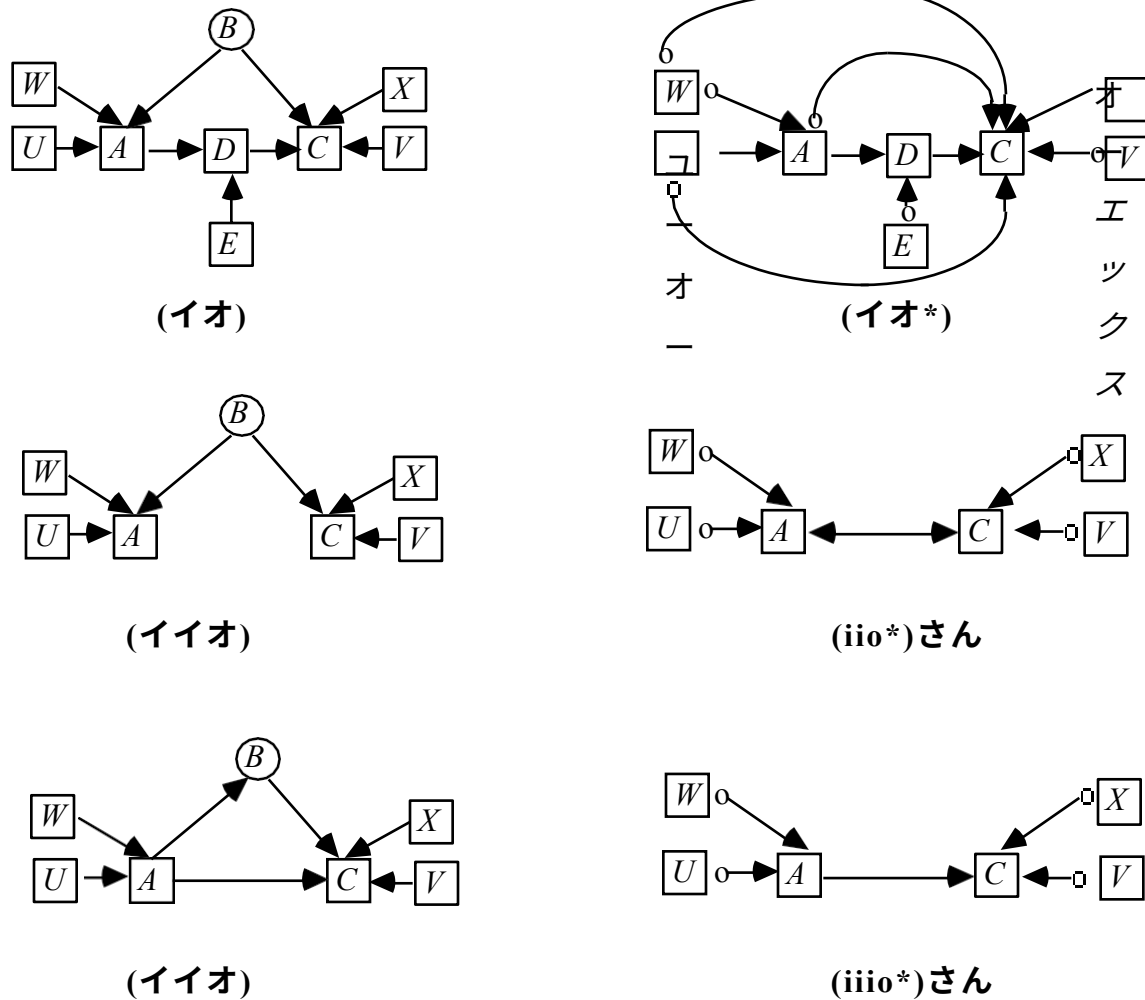 B
W X
U A D C V
E
(イオ)
o
W o オ
o
ユーオー A D C o V
o
o
E
エックス
(イオ*)
B
W X
U A C V
(イイオ)
W o o X
U o A C o V
(iio*)さん
B
W X
U A C V
(イイオ)
W o o X
U o A C o V
(iiio*)さん